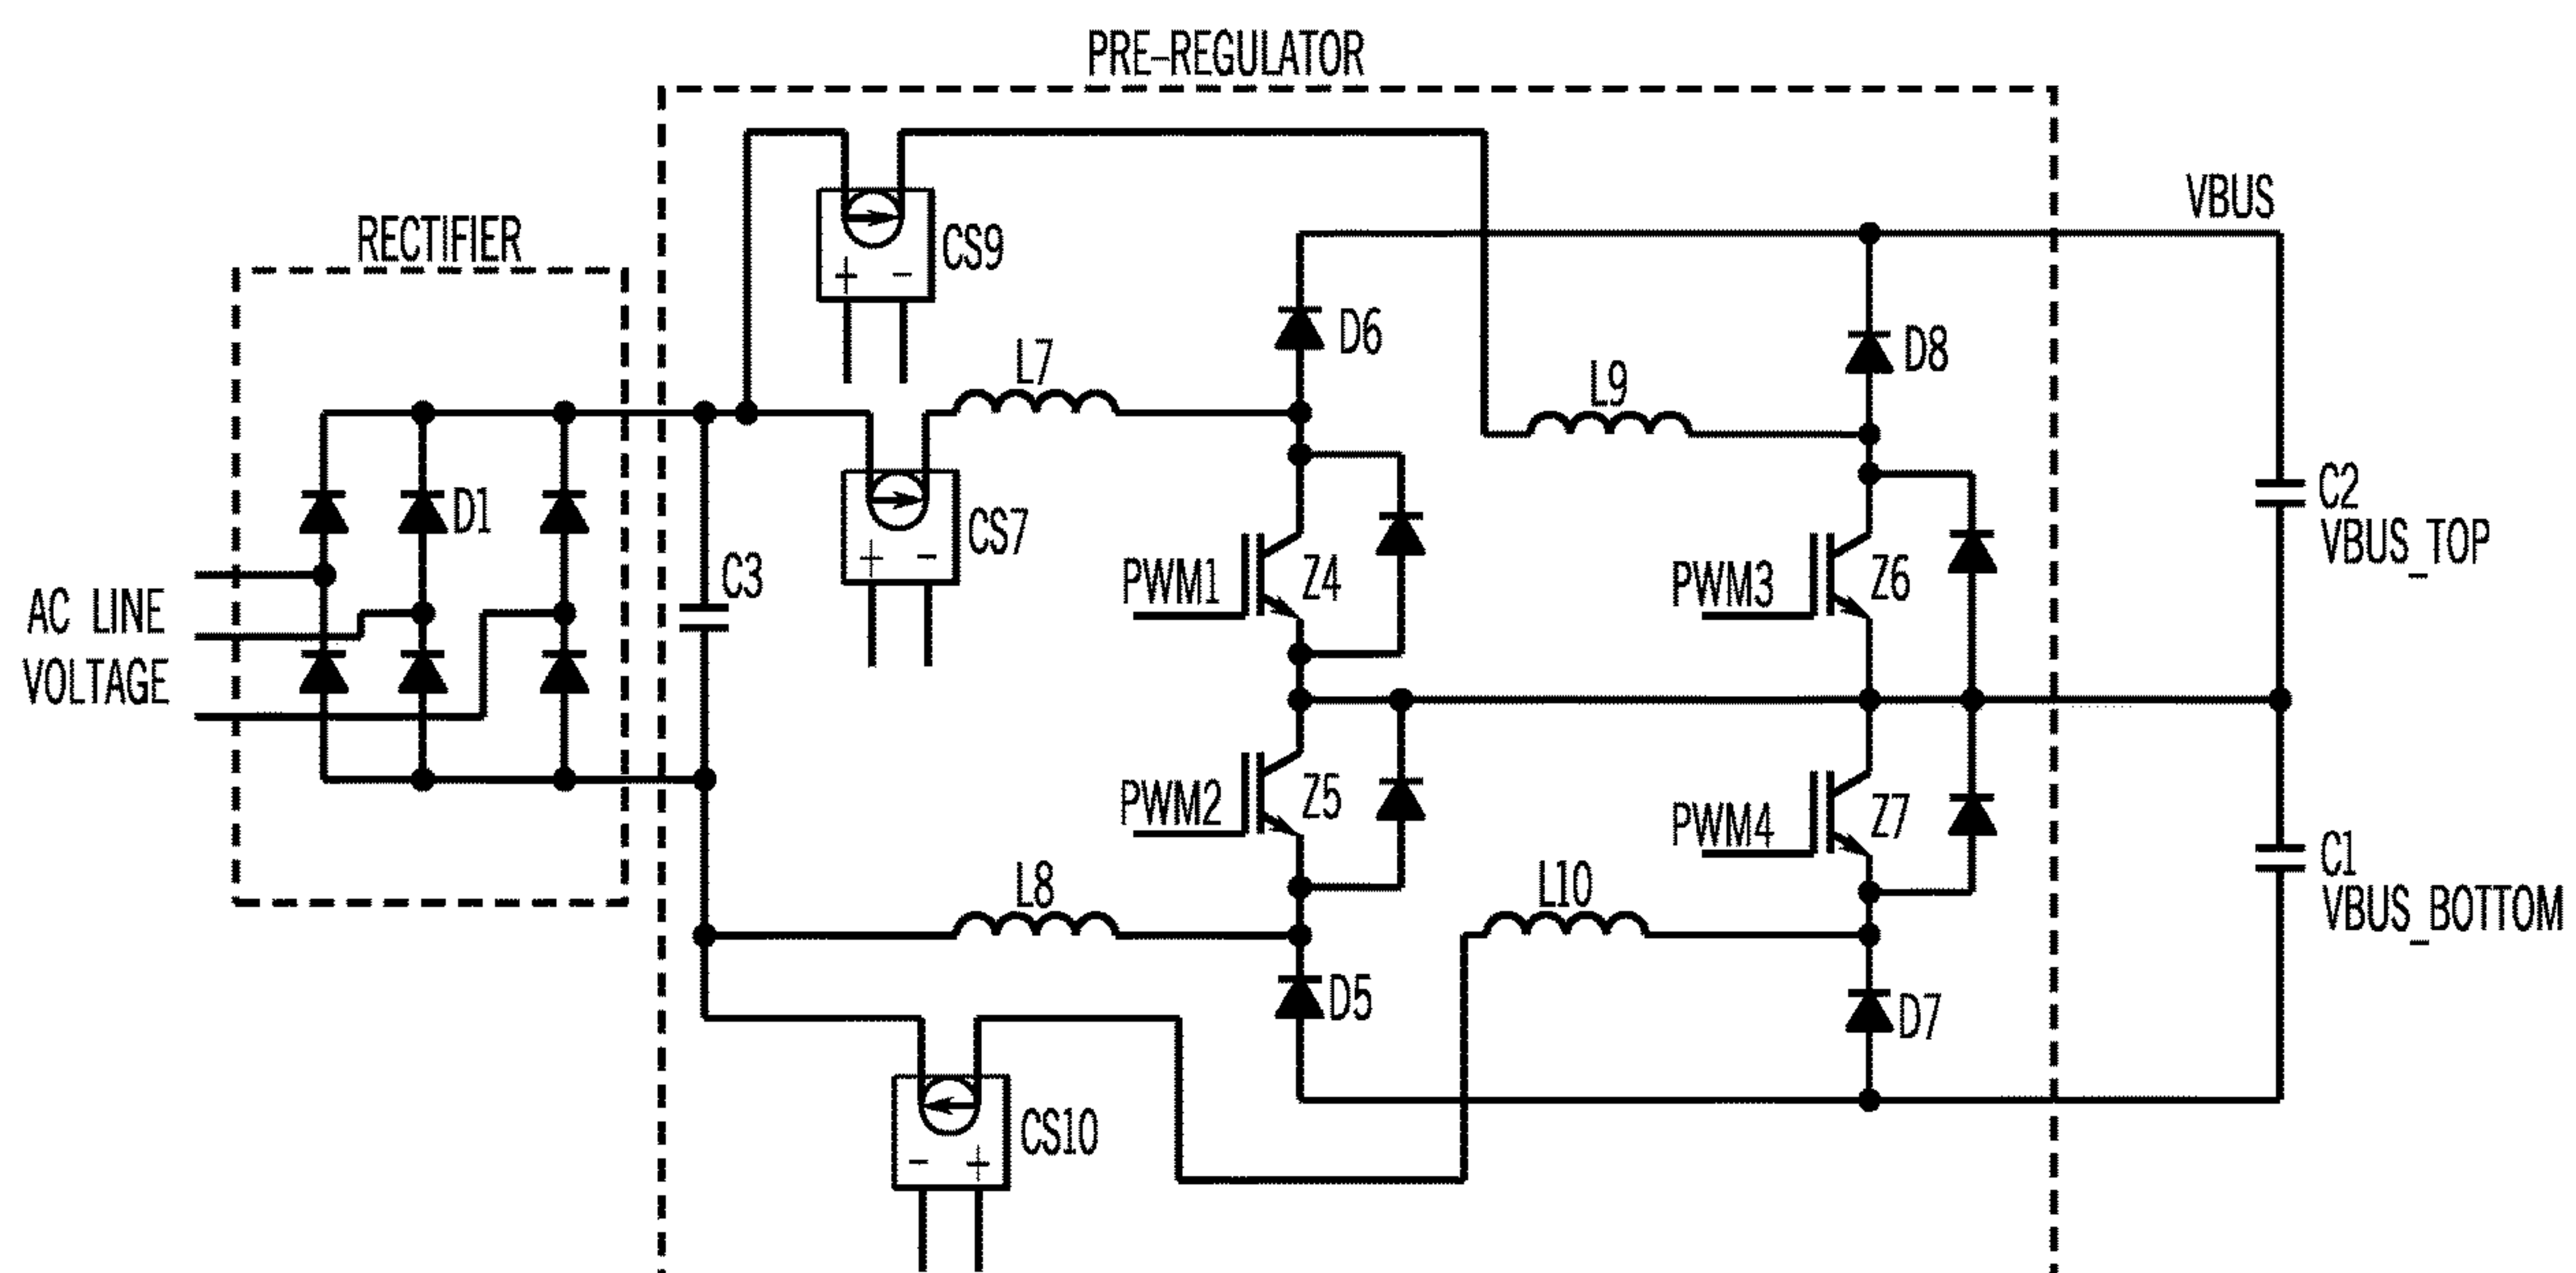 PRE-REGULATOR
VBUS
RECTIFIER
CS9
+ -
D6
D8
L7
L9
D1
CS7
+ -
C2
VBUS_TOP
C3
PWM1
Z4
PWM3
Z6
AC LINE
VOLTAGE
PWM2
Z5
PWM4
Z7
C1
VBUS_BOTTOM
L8
L10
D5
D7
CS10
- +